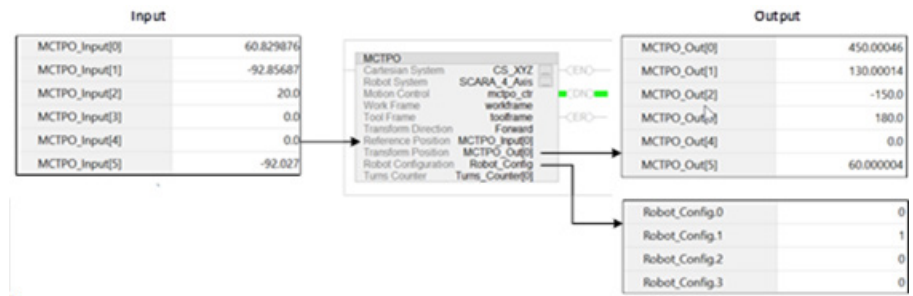 Input
Output
MCTPO_Input[0] 60.829876
MCTPO_Input[1] -92.85687
MCTPO_Input[2] 20.0
MCTPO_Input[3] 0.0
MCTPO_Input[4] 0.0
MCTPO_Input[5] -92.027
MCTPO
Cartesian System CS_XYZ ... CEN
Robot System SCARA_4_Axis ...
Motion Control mctpo_ctr DN
Work Frame workframe
Tool Frame toolframe CER
Transform Direction Forward
Reference Position MCTPO_Input[0]
Transform Position MCTPO_Out[0]
Robot Configuration Robot_Config
Turns Counter Turns_Counter[0]
MCTPO_Out[0] 450.00046
MCTPO_Out[1] 130.00014
MCTPO_Out[2] -150.0
MCTPO_Out[3] 180.0
MCTPO_Out[4] 0.0
MCTPO_Out[5] 60.000004
Robot_Config.0 0
Robot_Config.1 1
Robot_Config.2 0
Robot_Config.3 0